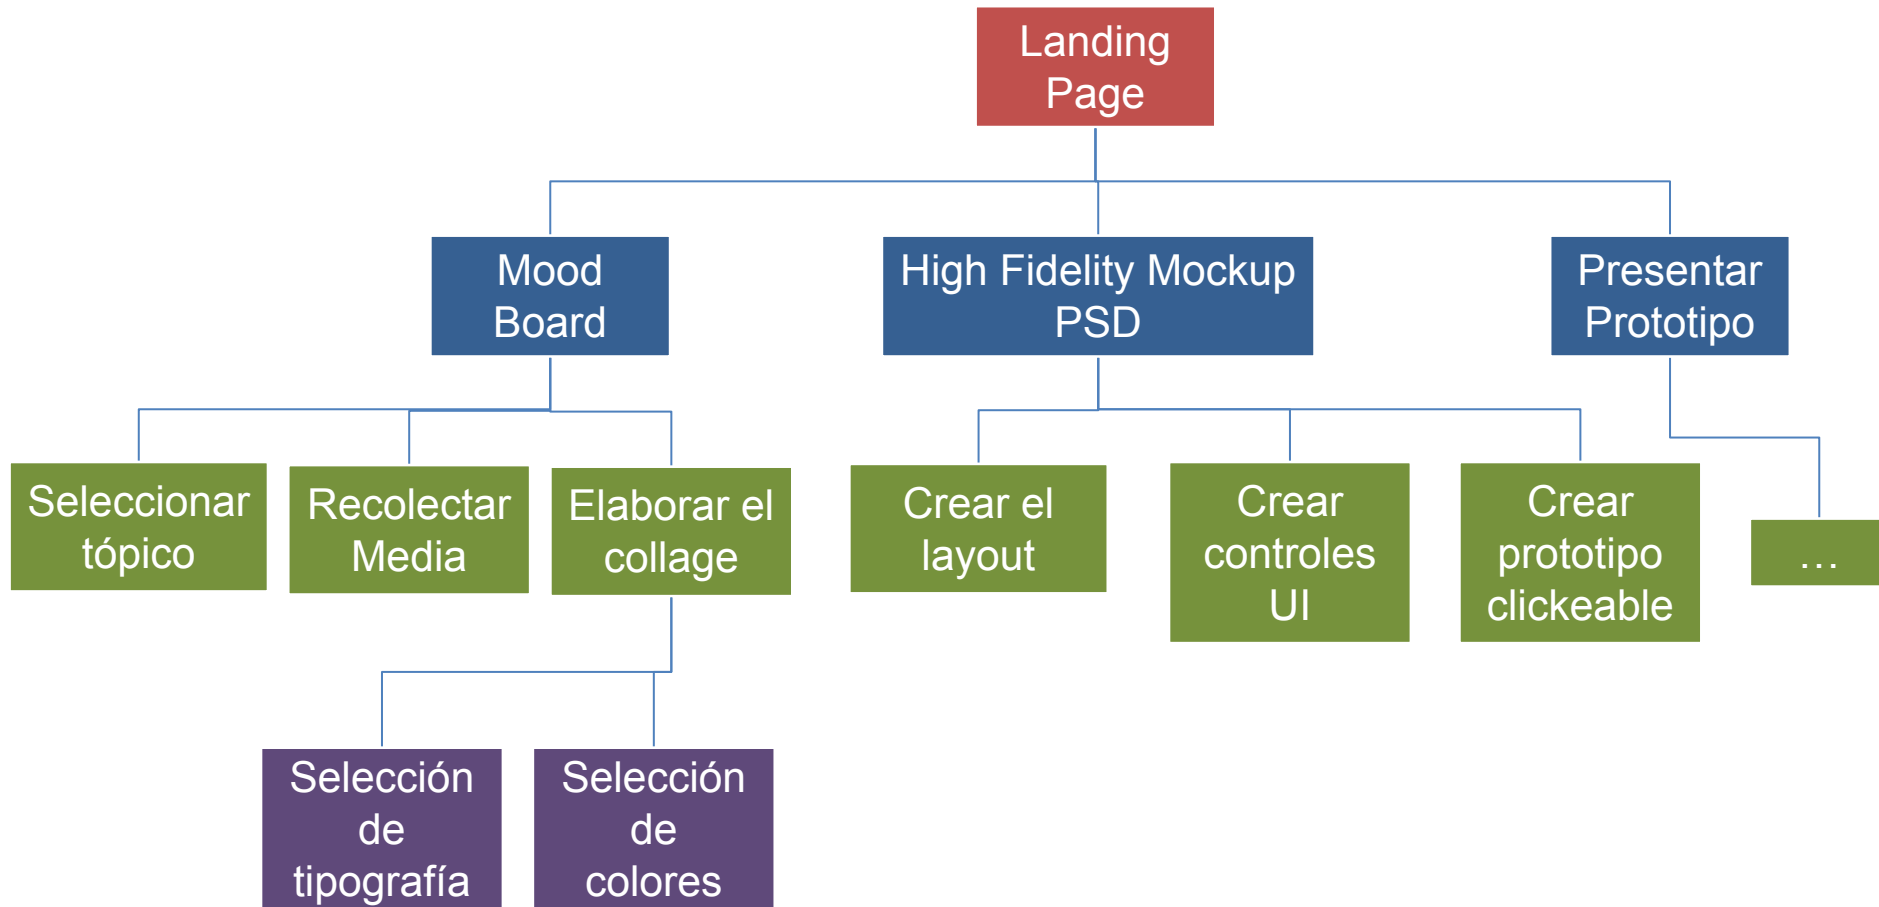 Landing
Page
Mood
Board
High Fidelity Mockup
PSD
Presentar
Prototipo
Seleccionar
tópico
Recolectar
Media
Elaborar el
collage
Crear el
layout
Crear
controles
UI
Crear
prototipo
clickeable
…
Selección
de
tipografía
Selección
de
colores